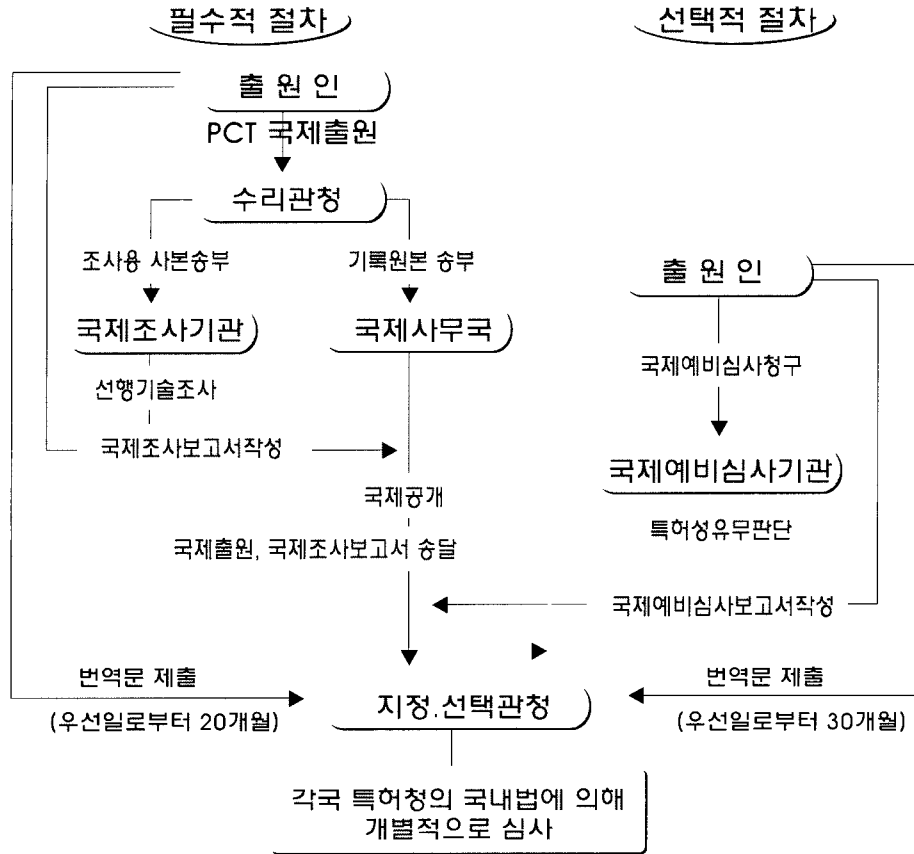 필수적 절차
출 원 인
PCT 국제출원
수리관청
조사용 사본송부
기록원본 송부
국제조사기관
국제사무국
선행기술조사
국제조사보고서작성
국제공개
국제출원, 국제조사보고서 송달
번역문 제출
(우선일로부터 20개월)
선택적 절차
출 원 인
국제예비심사청구
국제예비심사기관
특허성유무판단
국제예비심사보고서작성
번역문 제출
(우선일로부터 30개월)
지정.선택관청
각국 특허청의 국내법에 의해
개별적으로 심사